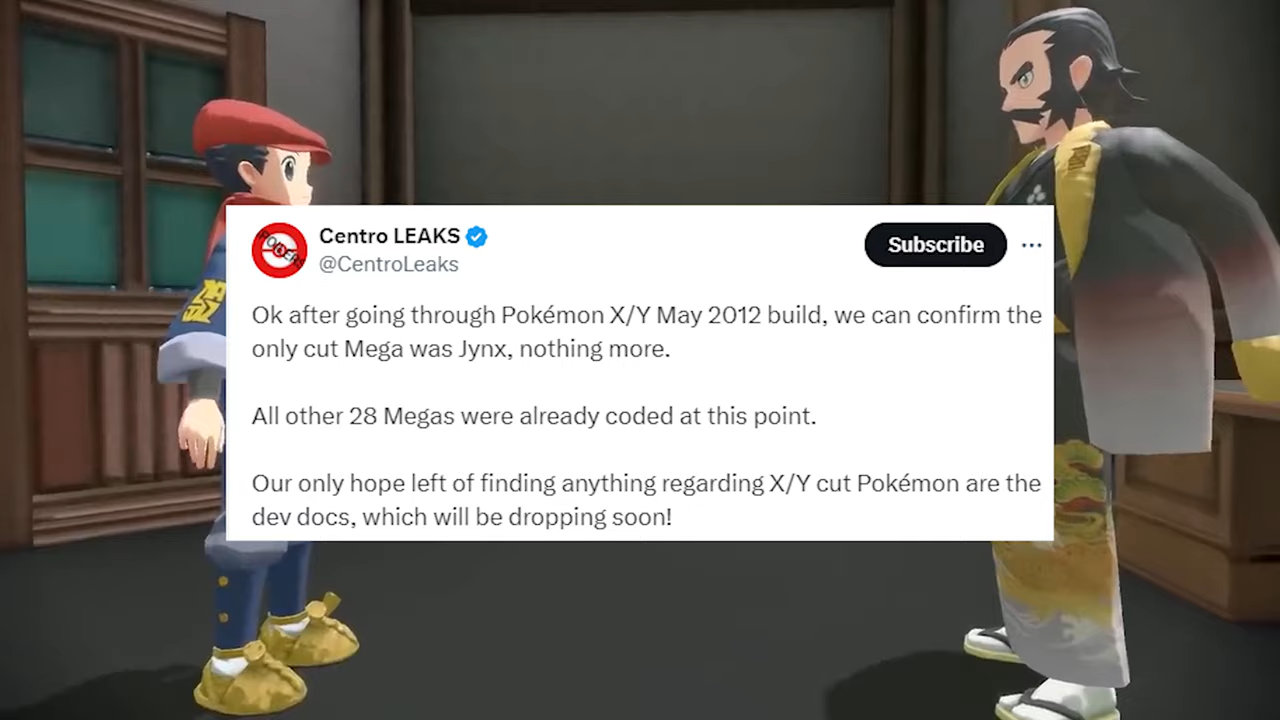 Centro LEAKS
@CentroLeaks
Subscribe
Ok after going through Pokémon X/Y May 2012 build, we can confirm the
only cut Mega was Jynx, nothing more.
All other 28 Megas were already coded at this point.
Our only hope left of finding anything regarding X/Y cut Pokémon are the
dev docs, which will be dropping soon!